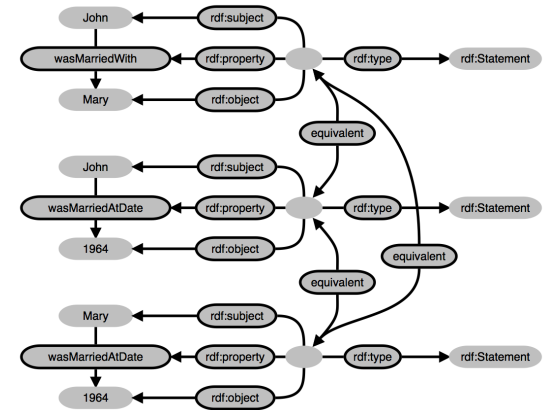 John rdf:subject
wasMarriedWith rdf:property rdf:type rdf:Statement
Mary rdf:object
equivalent
John rdf:subject
wasMarriedAtDate rdf:property rdf:type rdf:Statement
1964 rdf:object
equivalent
equivalent
Mary rdf:subject
wasMarriedAtDate rdf:property rdf:type rdf:Statement
1964 rdf:object